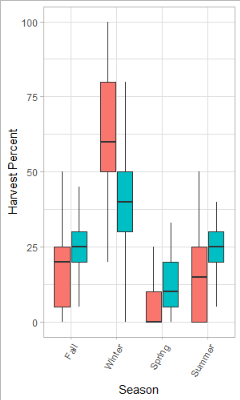 100
75
50
25
0
Harvest Percent
Fall
Winter
Spring
Summer
Season